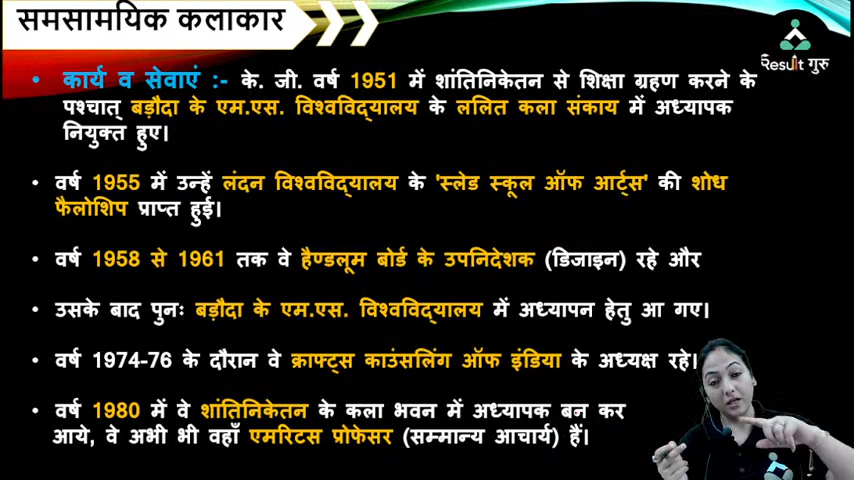 समसामयिक कलाकार
Result गुरु
• कार्य व सेवाएं :- के. जी. वर्ष 1951 में शांतिनिकेतन से शिक्षा ग्रहण करने के
पश्चात् बड़ौदा के एम.एस. विश्वविद्यालय के ललित कला संकाय में अध्यापक
नियुक्त हुए।
• वर्ष 1955 में उन्हें लंदन विश्वविद्यालय के 'स्लेड स्कूल ऑफ आर्ट्स' की शोध
फैलोशिप प्राप्त हुई।
• वर्ष 1958 से 1961 तक वे हैण्डलूम बोर्ड के उपनिदेशक (डिजाइन) रहे और
• उसके बाद पुनः बड़ौदा के एम.एस. विश्वविद्यालय में अध्यापन हेतु आ गए।
• वर्ष 1974-76 के दौरान वे क्राफ्ट्स काउंसलिंग ऑफ इंडिया के अध्यक्ष रहे।
• वर्ष 1980 में वे शांतिनिकेतन के कला भवन में अध्यापक बन कर
आये, वे अभी भी वहाँ एमरिटस प्रोफेसर (सम्मान्य आचार्य) हैं।